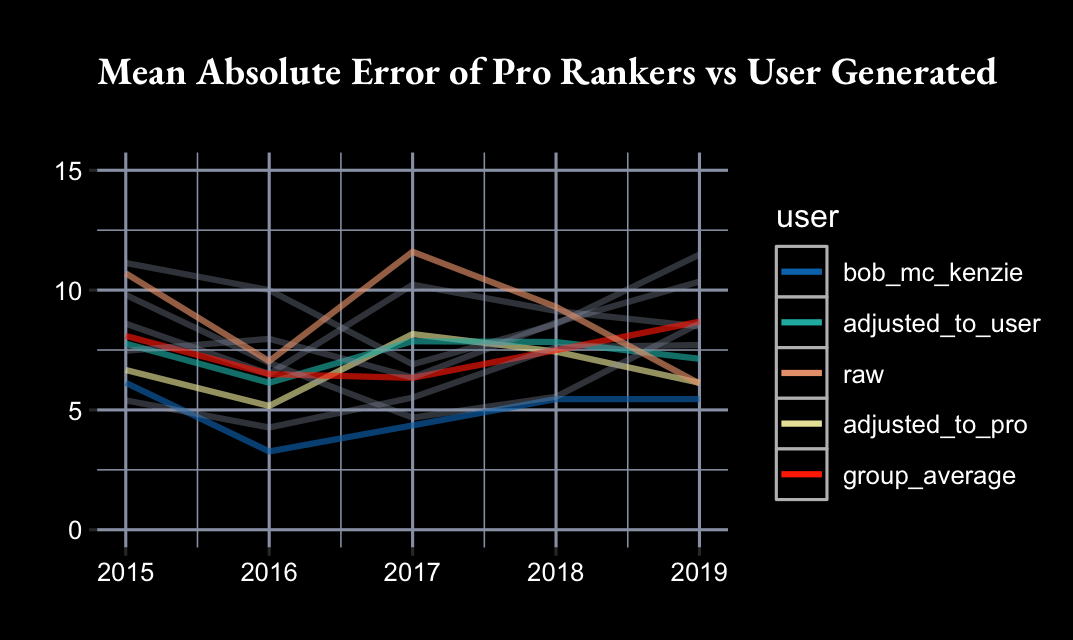 Mean Absolute Error of Pro Rankers vs User Generated
15
10
5
0
2015 2016 2017 2018 2019
user
bob_mc_kenzie
adjusted_to_user
raw
adjusted_to_pro
group_average